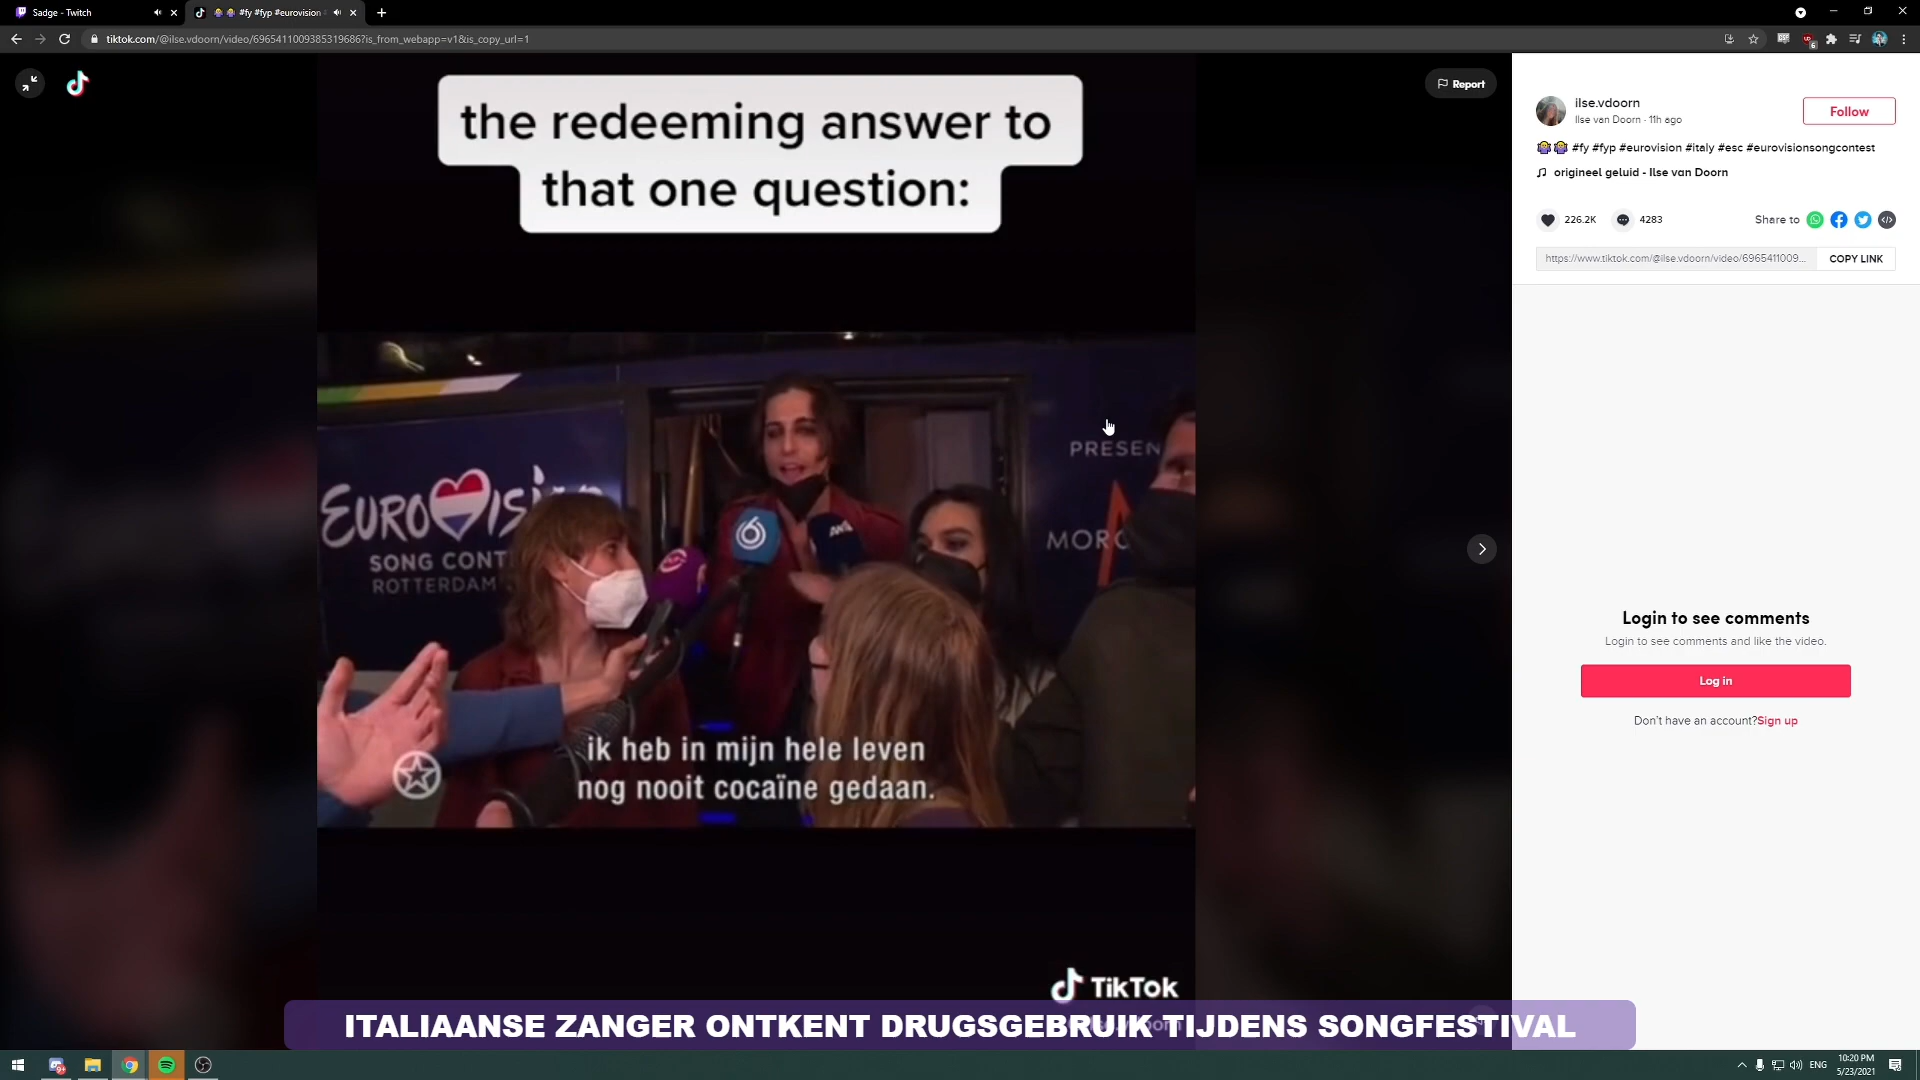 Sadge - Twitch
#fy #fyp #eurovision
tiktok.com/@ilse.vdoorn/video/6965411009385319686?is_from_webapp=v1&is_copy_url=1
the redeeming answer to
that one question:
Report
ilse.vdoorn
Ilse van Doorn · 11h ago
Follow
#fy #fyp #eurovision #italy #esc #eurovisionsongcontest
origineel geluid - Ilse van Doorn
226.2K
4283
Share to
https://www.tiktok.com/@ilse.vdoorn/video/6965411009...
COPY LINK
EUROVISI
SONG CONT
ROTTERDAM
PRESEN
MOROC
6
ik heb in mijn hele leven
nog nooit cocaïne gedaan.
Login to see comments
Login to see comments and like the video.
Log in
Don't have an account?Sign up
TikTok
ITALIAANSE ZANGER ONTKENT DRUGSGEBRUIK TIJDENS SONGFESTIVAL
9+
ENG
10:20 PM
5/23/2021